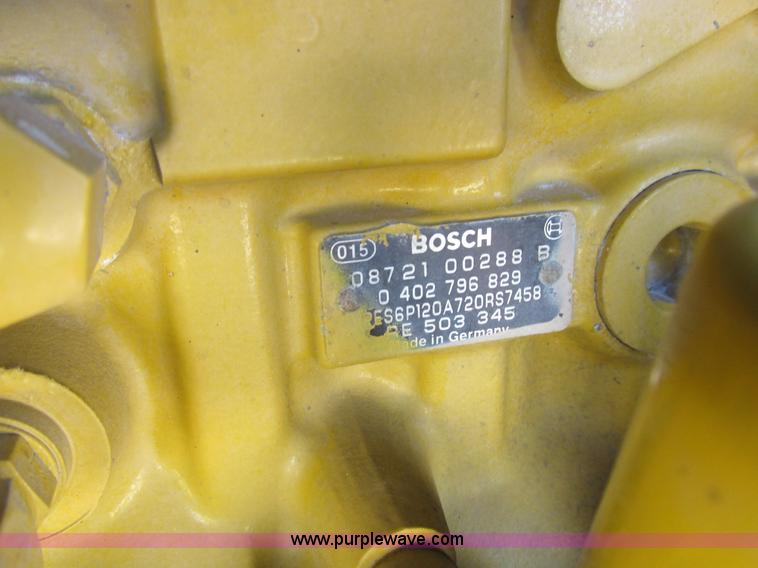 015 BOSCH
08721 00288 B
0 402 796 829
PES6P120A720RS7458
RE 503 345
Made in Germany
www.purplewave.com